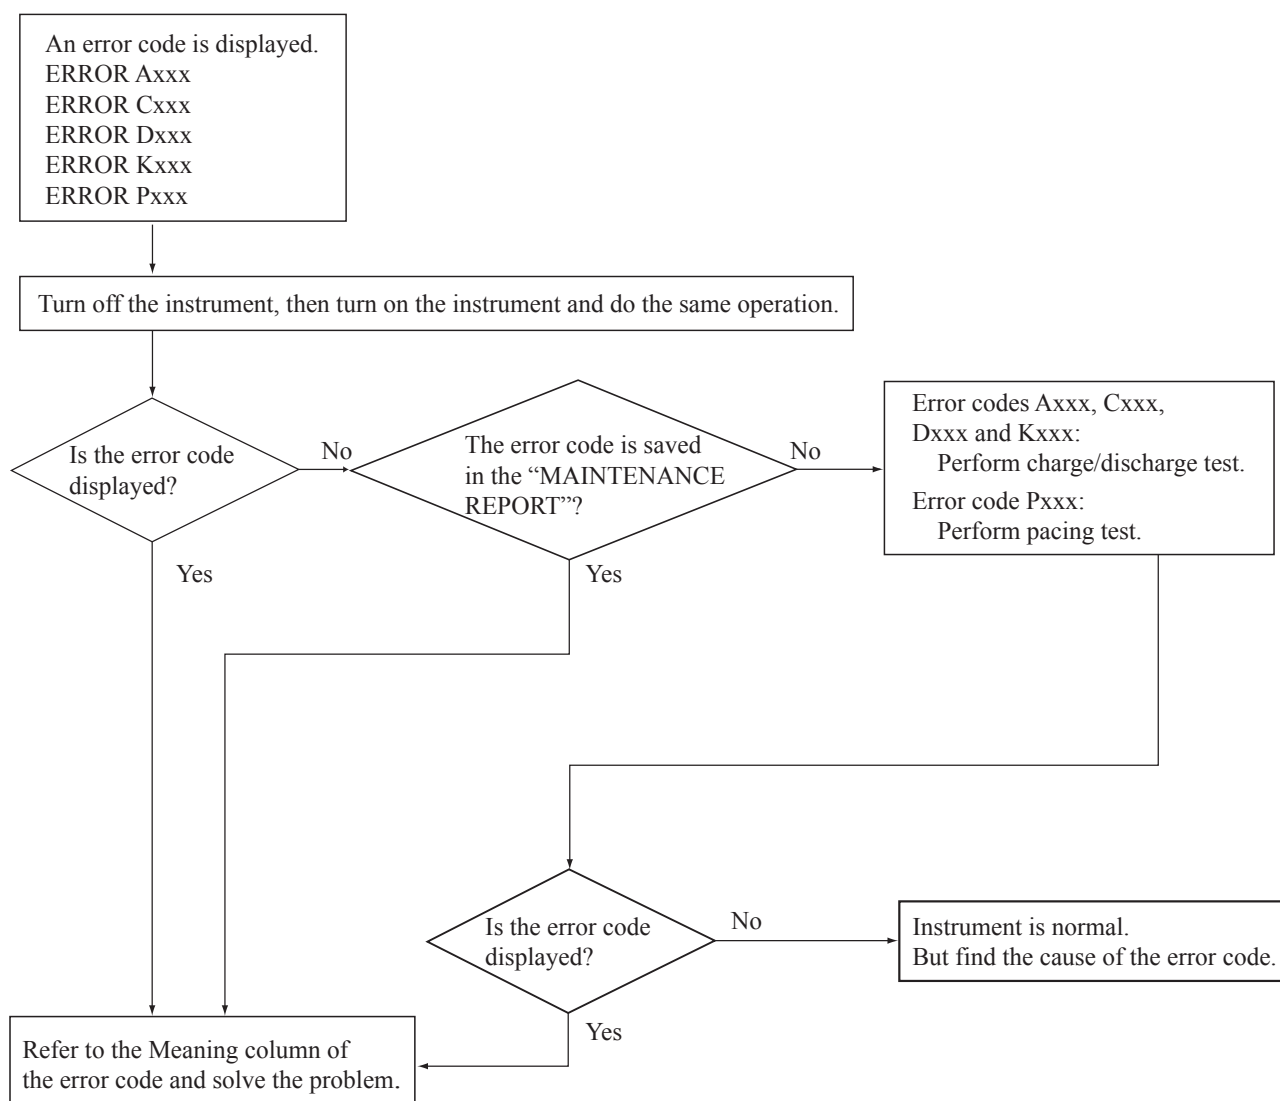 An error code is displayed.
ERROR Axxx
ERROR Cxxx
ERROR Dxxx
ERROR Kxxx
ERROR Pxxx
Turn off the instrument, then turn on the instrument and do the same operation.
Is the error code
displayed?
No
Yes
The error code is saved
in the “MAINTENANCE
REPORT”?
No
Yes
Error codes Axxx, Cxxx,
Dxxx and Kxxx:
Perform charge/discharge test.
Error code Pxxx:
Perform pacing test.
Is the error code
displayed?
No
Yes
Instrument is normal.
But find the cause of the error code.
Refer to the Meaning column of
the error code and solve the problem.